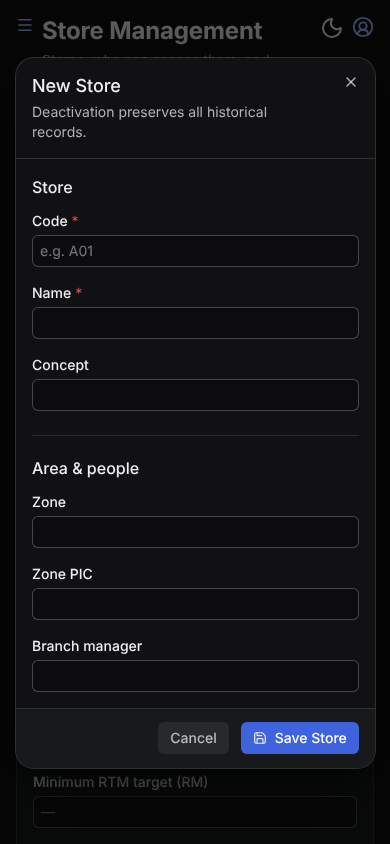 Store Management
New Store
Deactivation preserves all historical
records.
Store
Code *
e.g. A01
Name *
Concept
Area & people
Zone
Zone PIC
Branch manager
Cancel
Save Store
Minimum RTM target (RM)
—